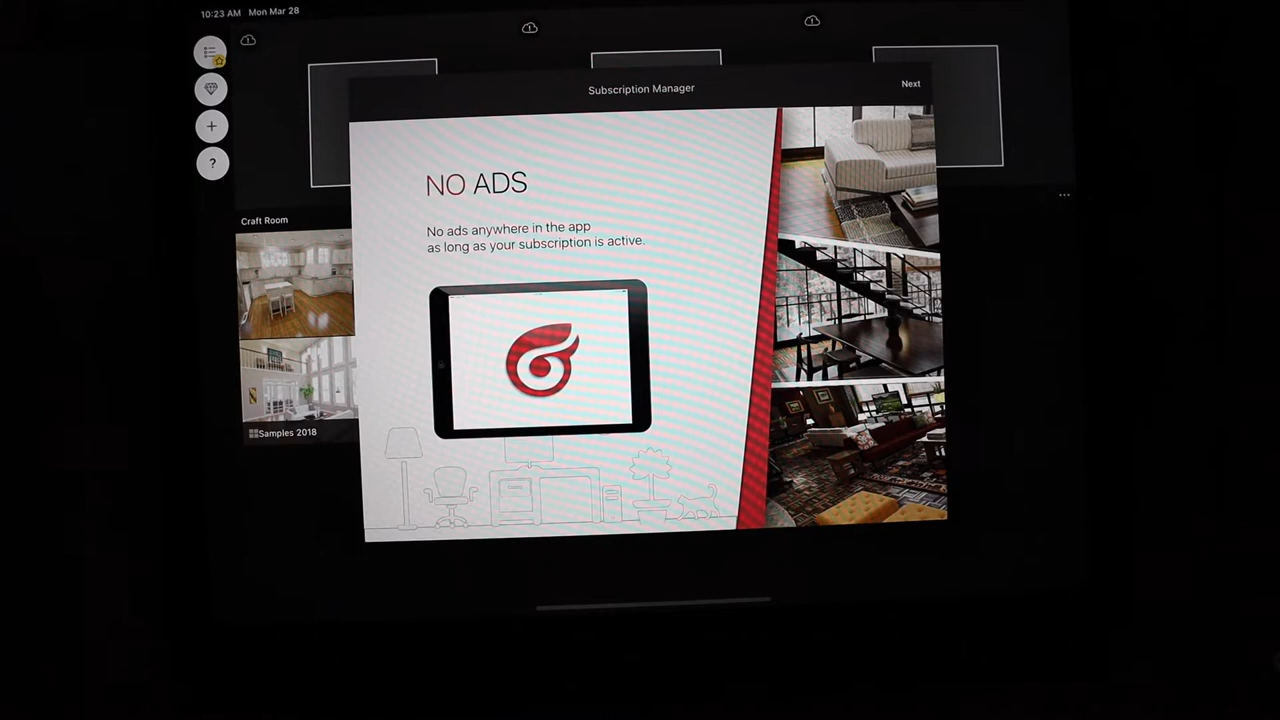 10:23 AM Mon Mar 28
Subscription Manager
Next
NO ADS
No ads anywhere in the app
as long as your subscription is active.
Craft Room
Samples 2018